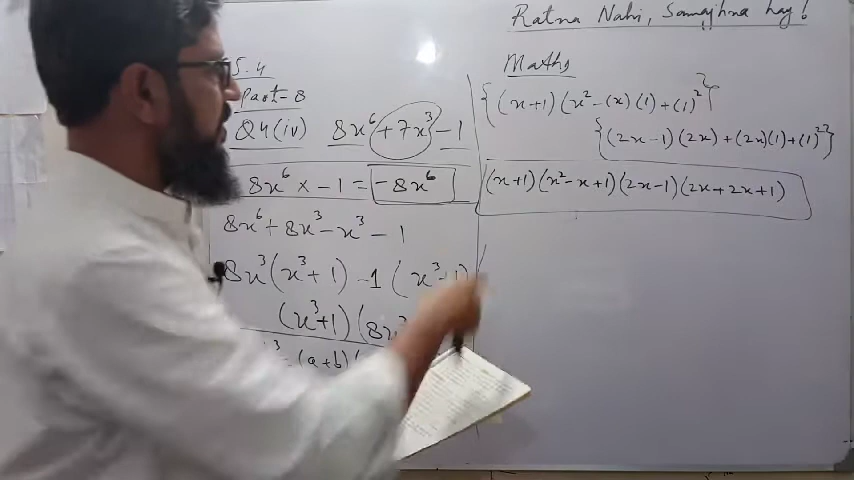 5.4
Part-8
Q4(iv) 8x⁶+7x³-1
8x⁶ x -1 = -8x⁶
8x⁶+8x³-x³-1
8x³(x³+1) -1(x³+1)
(x³+1)(8x³
(a+b)(
Ratna Nahi, Samajhna hay!
Maths
{(x+1)(x²-(x)(1)+(1)²}
{(2x-1)(2x)+(2x)(1)+(1)²}
(x+1)(x²-x+1)(2x-1)(2x+2x+1)